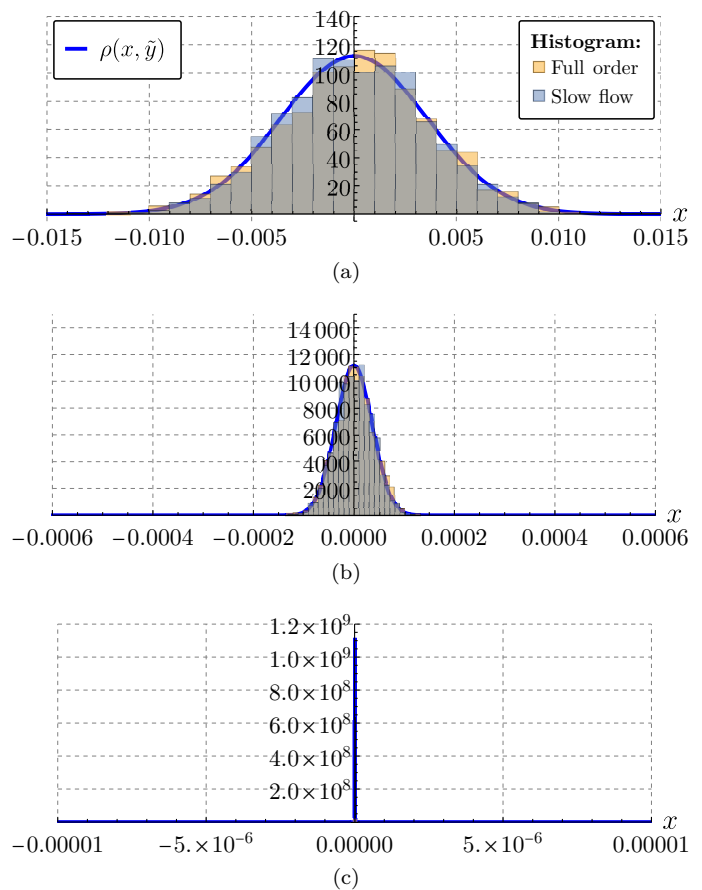 ρ(x, ỹ)
Histogram:
Full order
Slow flow
140
120
100
80
60
40
20
x
−0.015 −0.010 −0.005 0.005 0.010 0.015
(a)
14 000
12 000
10 000
8000
6000
4000
2000
x
−0.0006 −0.0004 −0.0002 0.0000 0.0002 0.0004 0.0006
(b)
1.2×10⁹
1.0×10⁹
8.0×10⁸
6.0×10⁸
4.0×10⁸
2.0×10⁸
x
−0.00001 −5.×10⁻⁶ 0.00000 5.×10⁻⁶ 0.00001
(c)